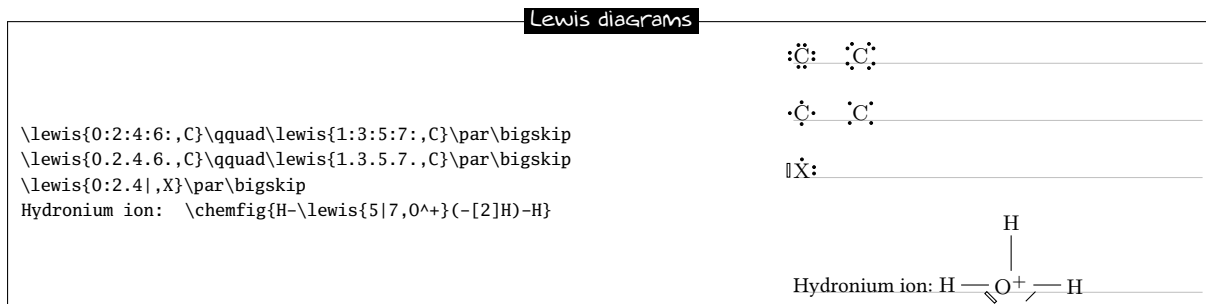 Lewis diagrams
\lewis{0:2:4:6:,C}\qquad\lewis{1:3:5:7:,C}\par\bigskip
\lewis{0.2.4.6.,C}\qquad\lewis{1.3.5.7.,C}\par\bigskip
\lewis{0:2.4|,X}\par\bigskip
Hydronium ion:  \chemfig{H-\lewis{5|7,O^+}(-[2]H)-H}
C C
C C
X
H
Hydronium ion: H O+ H